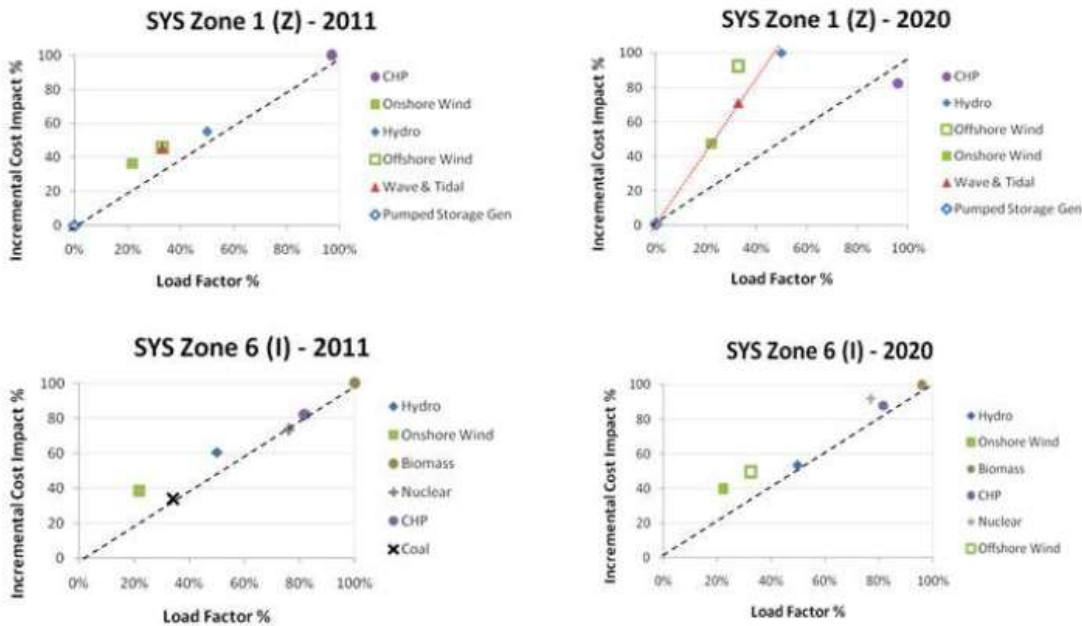 SYS Zone 1 (Z) - 2011
Incremental Cost Impact %
100
80
60
40
20
0
0%
20%
40%
60%
80%
100%
Load Factor %
CHP
Onshore Wind
Hydro
Offshore Wind
Wave & Tidal
Pumped Storage Gen
SYS Zone 1 (Z) - 2020
Incremental Cost Impact %
100
80
60
40
20
0
0%
20%
40%
60%
80%
100%
Load Factor %
CHP
Hydro
Offshore Wind
Onshore Wind
Wave & Tidal
Pumped Storage Gen
SYS Zone 6 (I) - 2011
Incremental Cost Impact %
100
80
60
40
20
0
0%
20%
40%
60%
80%
100%
Load Factor %
Hydro
Onshore Wind
Biomass
Nuclear
CHP
Coal
SYS Zone 6 (I) - 2020
Incremental Cost Impact %
100
80
60
40
20
0
0%
20%
40%
60%
80%
100%
Load Factor %
Hydro
Onshore Wind
Biomass
CHP
Nuclear
Offshore Wind